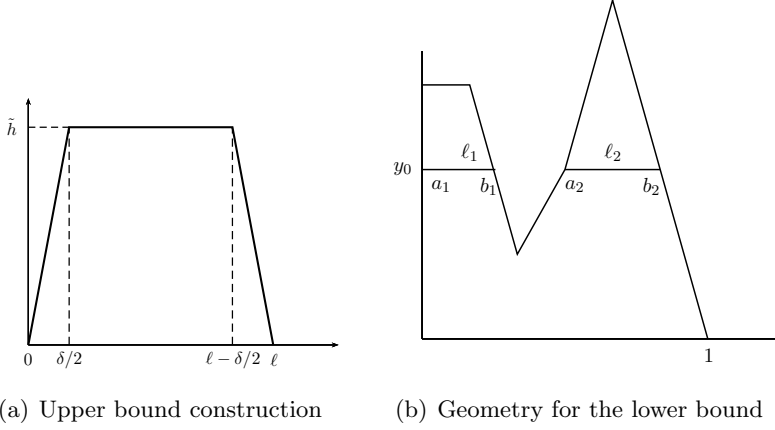 h̃
0 δ/2 ℓ − δ/2 ℓ
y₀
ℓ₁ ℓ₂
a₁ b₁ a₂ b₂
1
(a) Upper bound construction
(b) Geometry for the lower bound